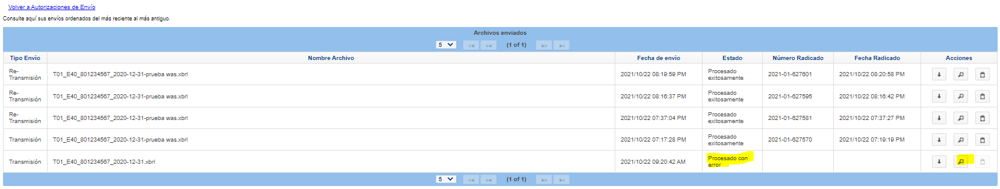 Volver a Autorizaciones de Envío
Consulte aquí sus envíos ordenados del más reciente al más antiguo.
Archivos enviados
5 (1 of 1)
Tipo Envío Nombre Archivo Fecha de envío Estado Número Radicado Fecha Radicado Acciones
Re-
Transmisión T01_E40_801234567_2020-12-31-prueba was.xbrl 2021/10/22 08:19:59 PM Procesado
exitosamente 2021-01-627601 2021/10/22 08:20:58 PM
Re-
Transmisión T01_E40_801234567_2020-12-31-prueba was.xbrl 2021/10/22 08:16:37 PM Procesado
exitosamente 2021-01-627595 2021/10/22 08:16:42 PM
Re-
Transmisión T01_E40_801234567_2020-12-31-prueba was.xbrl 2021/10/22 07:37:04 PM Procesado
exitosamente 2021-01-627581 2021/10/22 07:37:27 PM
Transmisión T01_E40_801234567_2020-12-31-prueba was.xbrl 2021/10/22 07:17:28 PM Procesado
exitosamente 2021-01-627570 2021/10/22 07:19:19 PM
Transmisión T01_E40_801234567_2020-12-31.xbrl 2021/10/22 09:20:42 AM Procesado con
error
5 (1 of 1)